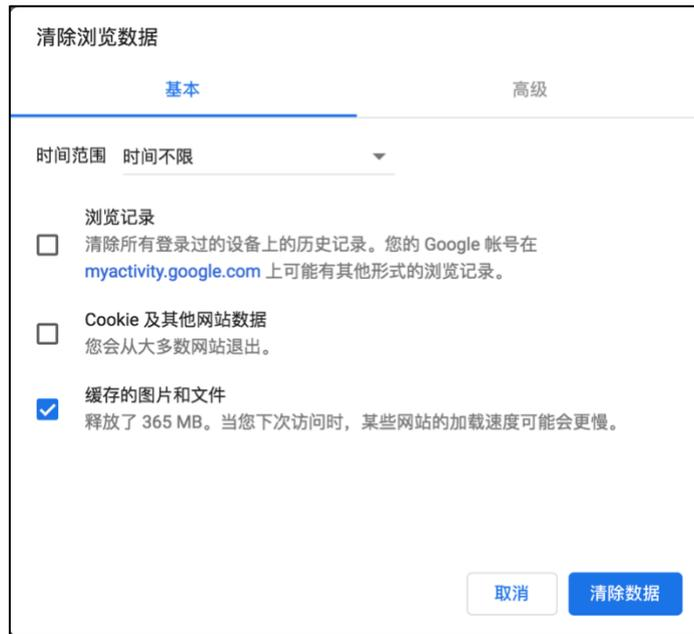 清除浏览数据
基本
高级
时间范围 时间不限
浏览记录
清除所有登录过的设备上的历史记录。您的 Google 帐号在
myactivity.google.com 上可能有其他形式的浏览记录。
Cookie 及其他网站数据
您会从大多数网站退出。
缓存的图片和文件
释放了 365 MB。当您下次访问时，某些网站的加载速度可能会更慢。
取消
清除数据